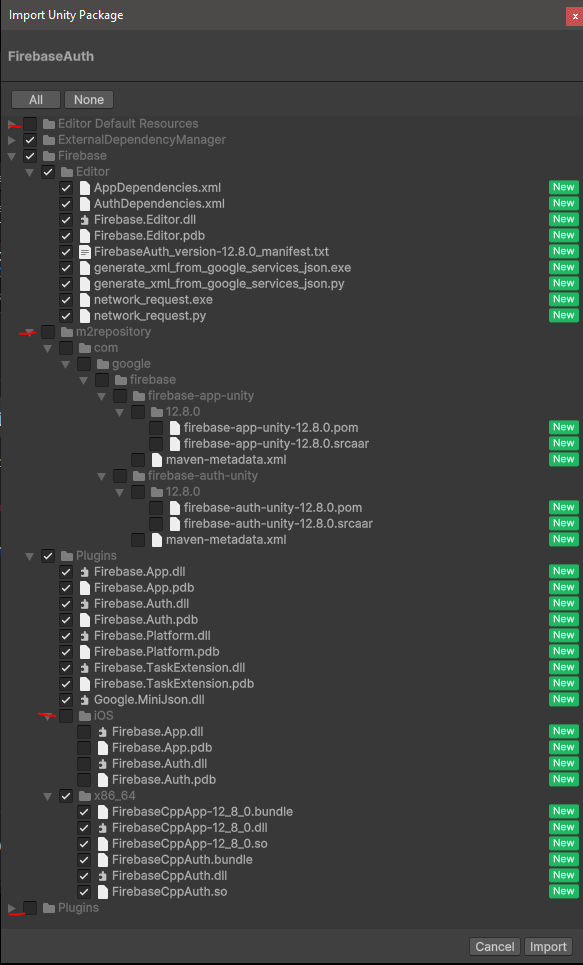 Import Unity Package
x
FirebaseAuth
All None
Editor Default Resources
ExternalDependencyManager
Firebase
Editor
AppDependencies.xml New
AuthDependencies.xml New
Firebase.Editor.dll New
Firebase.Editor.pdb New
FirebaseAuth_version-12.8.0_manifest.txt New
generate_xml_from_google_services_json.exe New
generate_xml_from_google_services_json.py New
network_request.exe New
network_request.py New
m2repository
com
google
firebase
firebase-app-unity
12.8.0
firebase-app-unity-12.8.0.pom New
firebase-app-unity-12.8.0.srcaar New
maven-metadata.xml New
firebase-auth-unity
12.8.0
firebase-auth-unity-12.8.0.pom New
firebase-auth-unity-12.8.0.srcaar New
maven-metadata.xml New
Plugins
Firebase.App.dll New
Firebase.App.pdb New
Firebase.Auth.dll New
Firebase.Auth.pdb New
Firebase.Platform.dll New
Firebase.Platform.pdb New
Firebase.TaskExtension.dll New
Firebase.TaskExtension.pdb New
Google.MiniJson.dll New
iOS
Firebase.App.dll New
Firebase.App.pdb New
Firebase.Auth.dll New
Firebase.Auth.pdb New
x86_64
FirebaseCppApp-12_8_0.bundle New
FirebaseCppApp-12_8_0.dll New
FirebaseCppApp-12_8_0.so New
FirebaseCppAuth.bundle New
FirebaseCppAuth.dll New
FirebaseCppAuth.so New
Plugins
Cancel Import